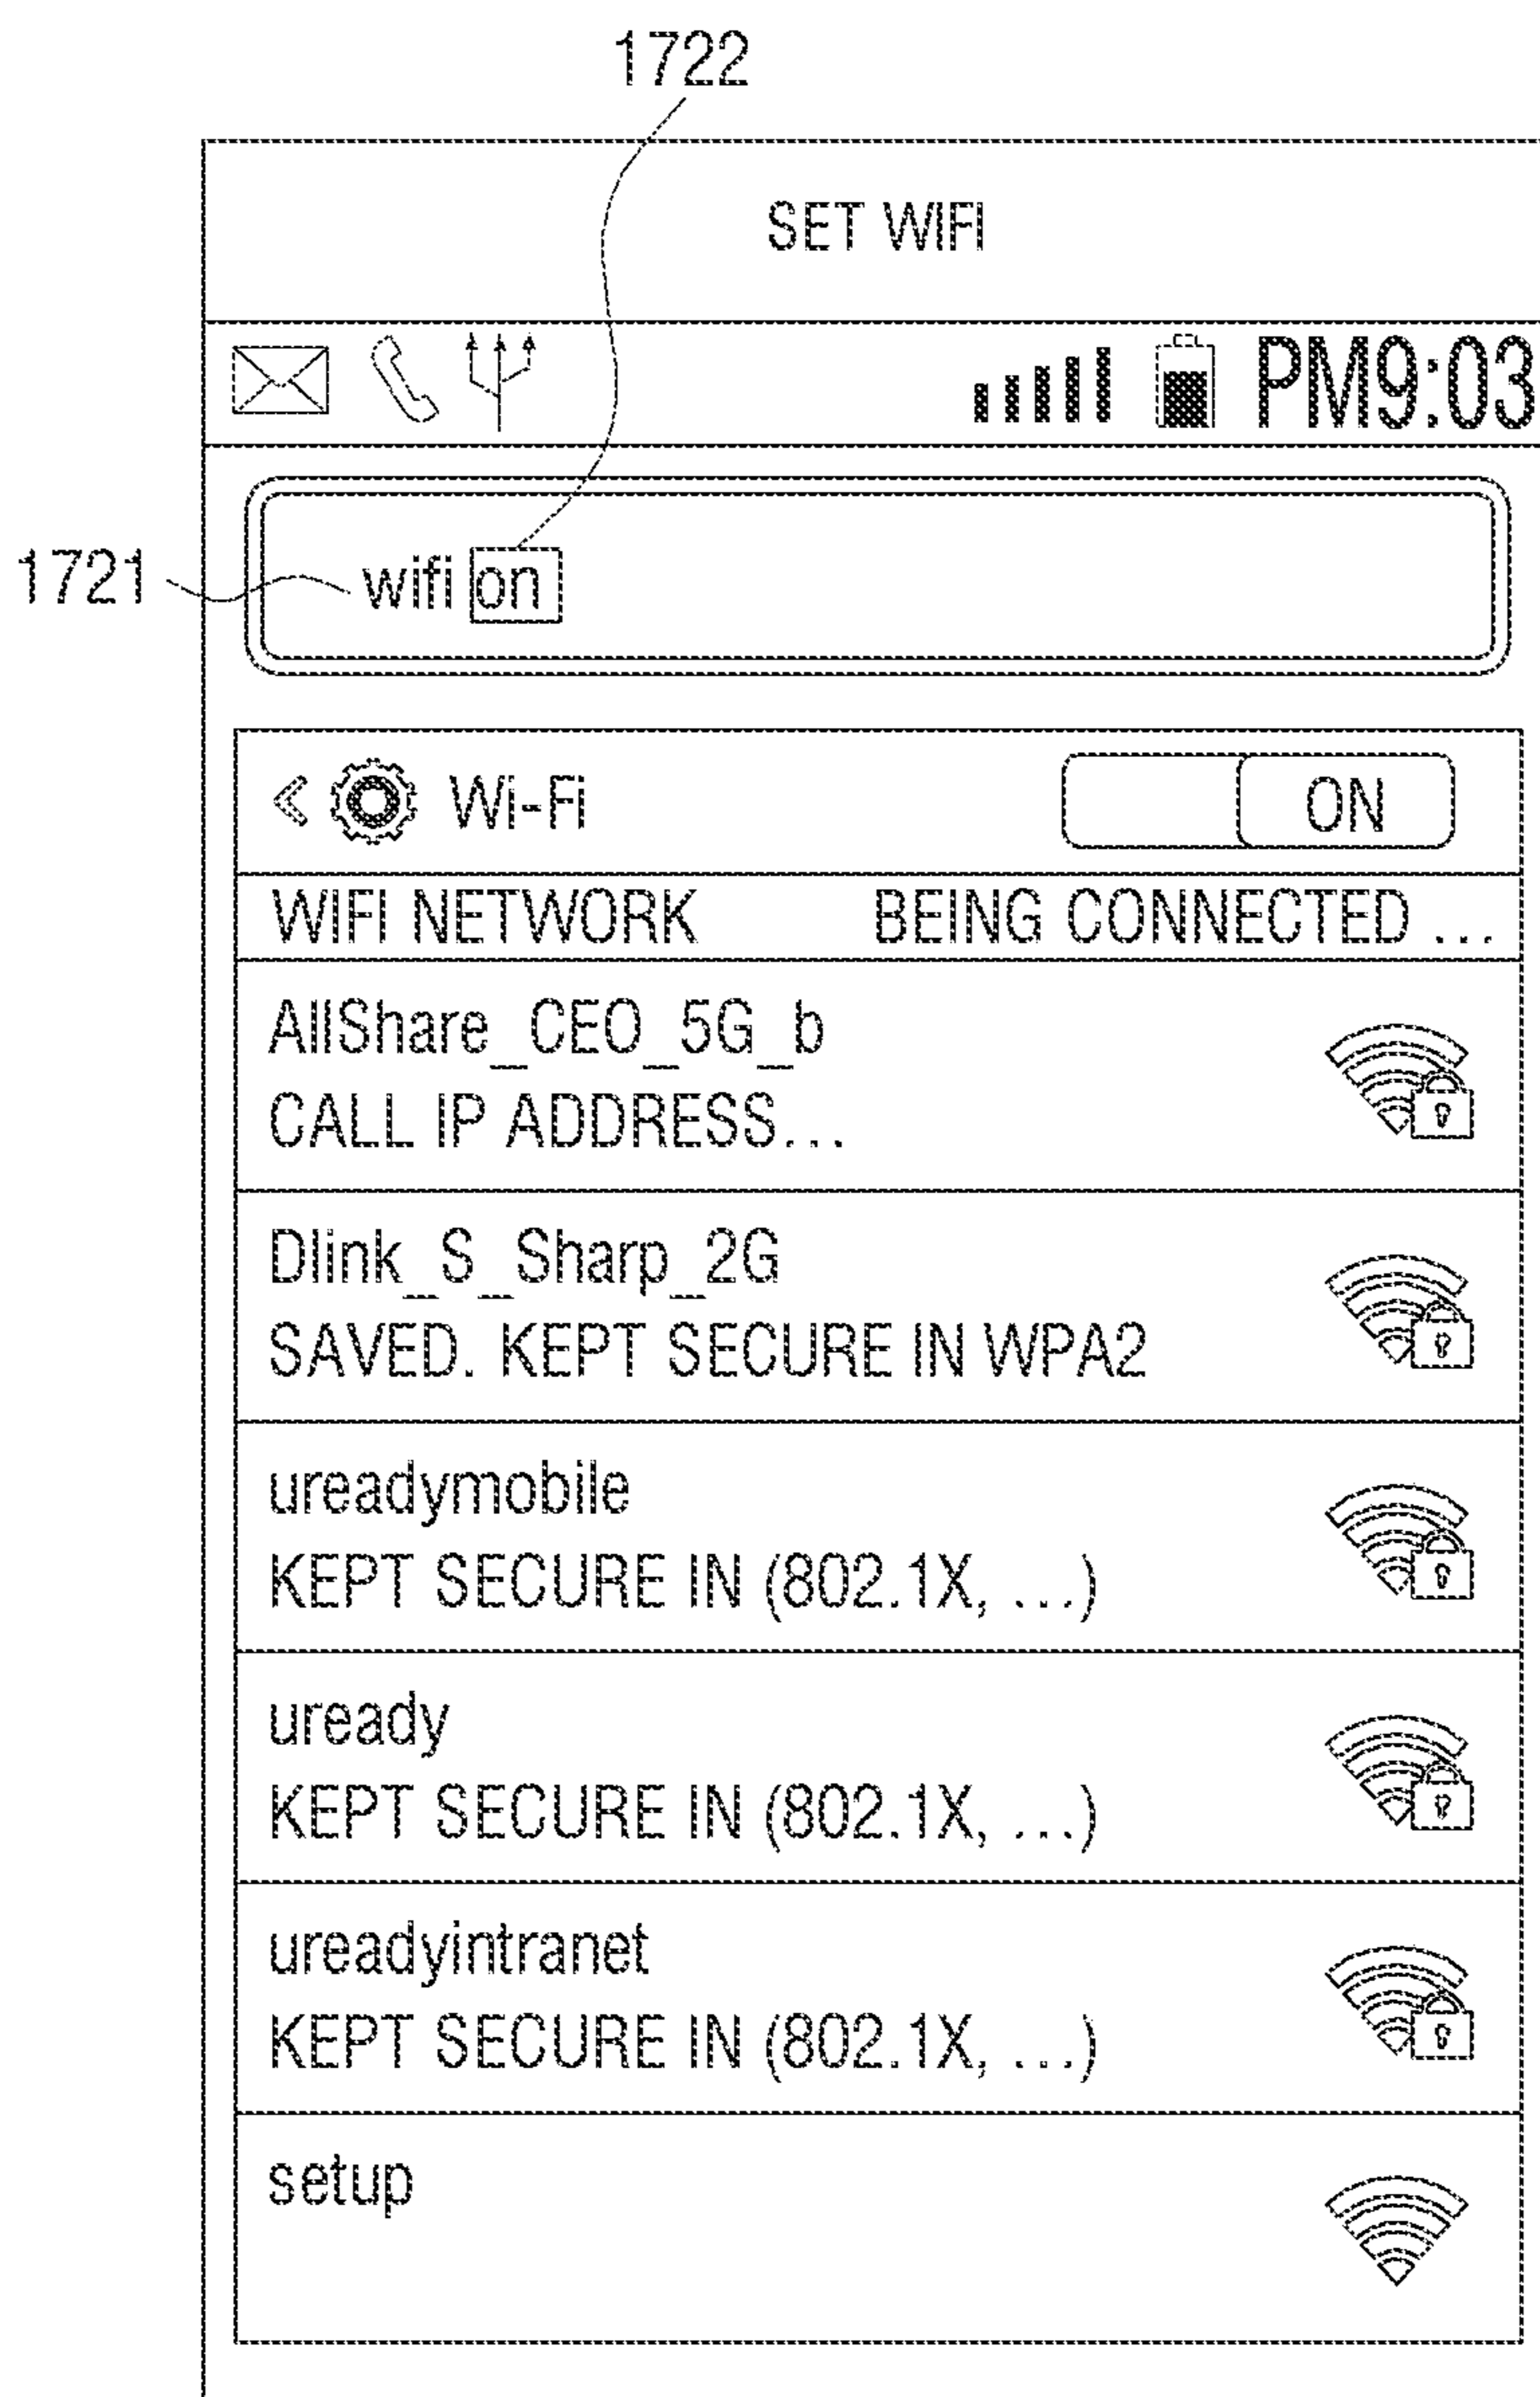 1722
SET WIFI
PM9:03
1721
wifi on
Wi-Fi ON
WIFI NETWORK BEING CONNECTED ...
AllShare_CEO_5G_b
CALL IP ADDRESS...
Dlink_S_Sharp_2G
SAVED. KEPT SECURE IN WPA2
ureadymobile
KEPT SECURE IN (802.1X, ...)
uready
KEPT SECURE IN (802.1X, ...)
ureadyintranet
KEPT SECURE IN (802.1X, ...)
setup